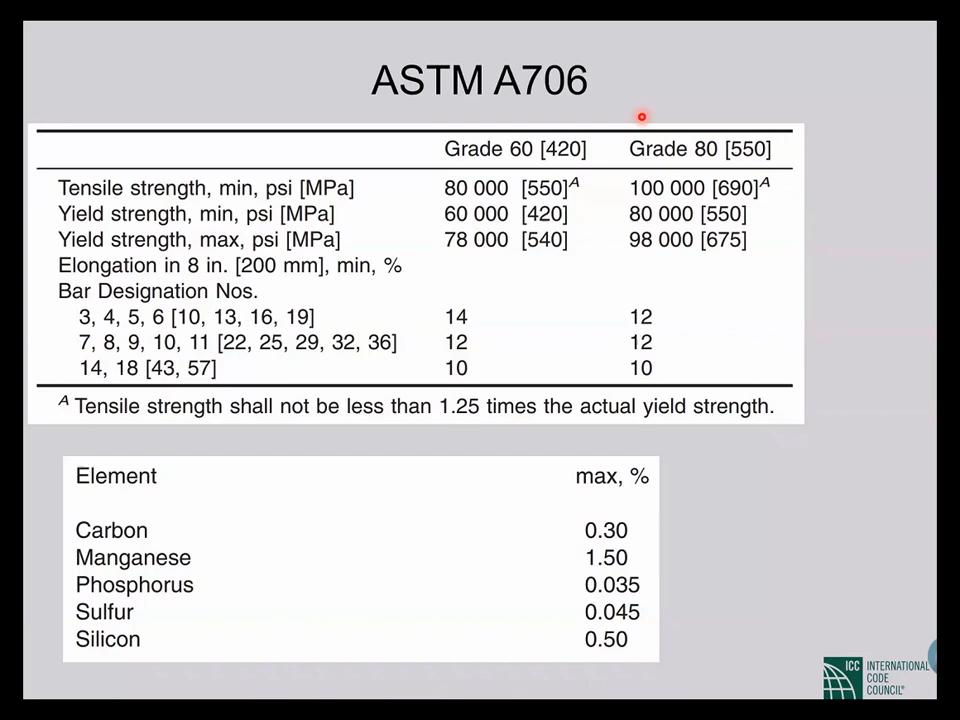 ASTM A706
Grade 60 [420] Grade 80 [550]
Tensile strength, min, psi [MPa] 80 000 [550]A 100 000 [690]A
Yield strength, min, psi [MPa] 60 000 [420] 80 000 [550]
Yield strength, max, psi [MPa] 78 000 [540] 98 000 [675]
Elongation in 8 in. [200 mm], min, %
Bar Designation Nos.
3, 4, 5, 6 [10, 13, 16, 19] 14 12
7, 8, 9, 10, 11 [22, 25, 29, 32, 36] 12 12
14, 18 [43, 57] 10 10
A Tensile strength shall not be less than 1.25 times the actual yield strength.
Element max, %
Carbon 0.30
Manganese 1.50
Phosphorus 0.035
Sulfur 0.045
Silicon 0.50
ICC INTERNATIONAL
CODE
COUNCIL®